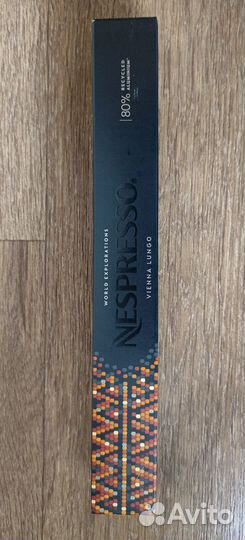 80% RECYCLED
ALUMINIUM*
NESPRESSO®
WORLD EXPLORATIONS
VIENNA LUNGO
Avito